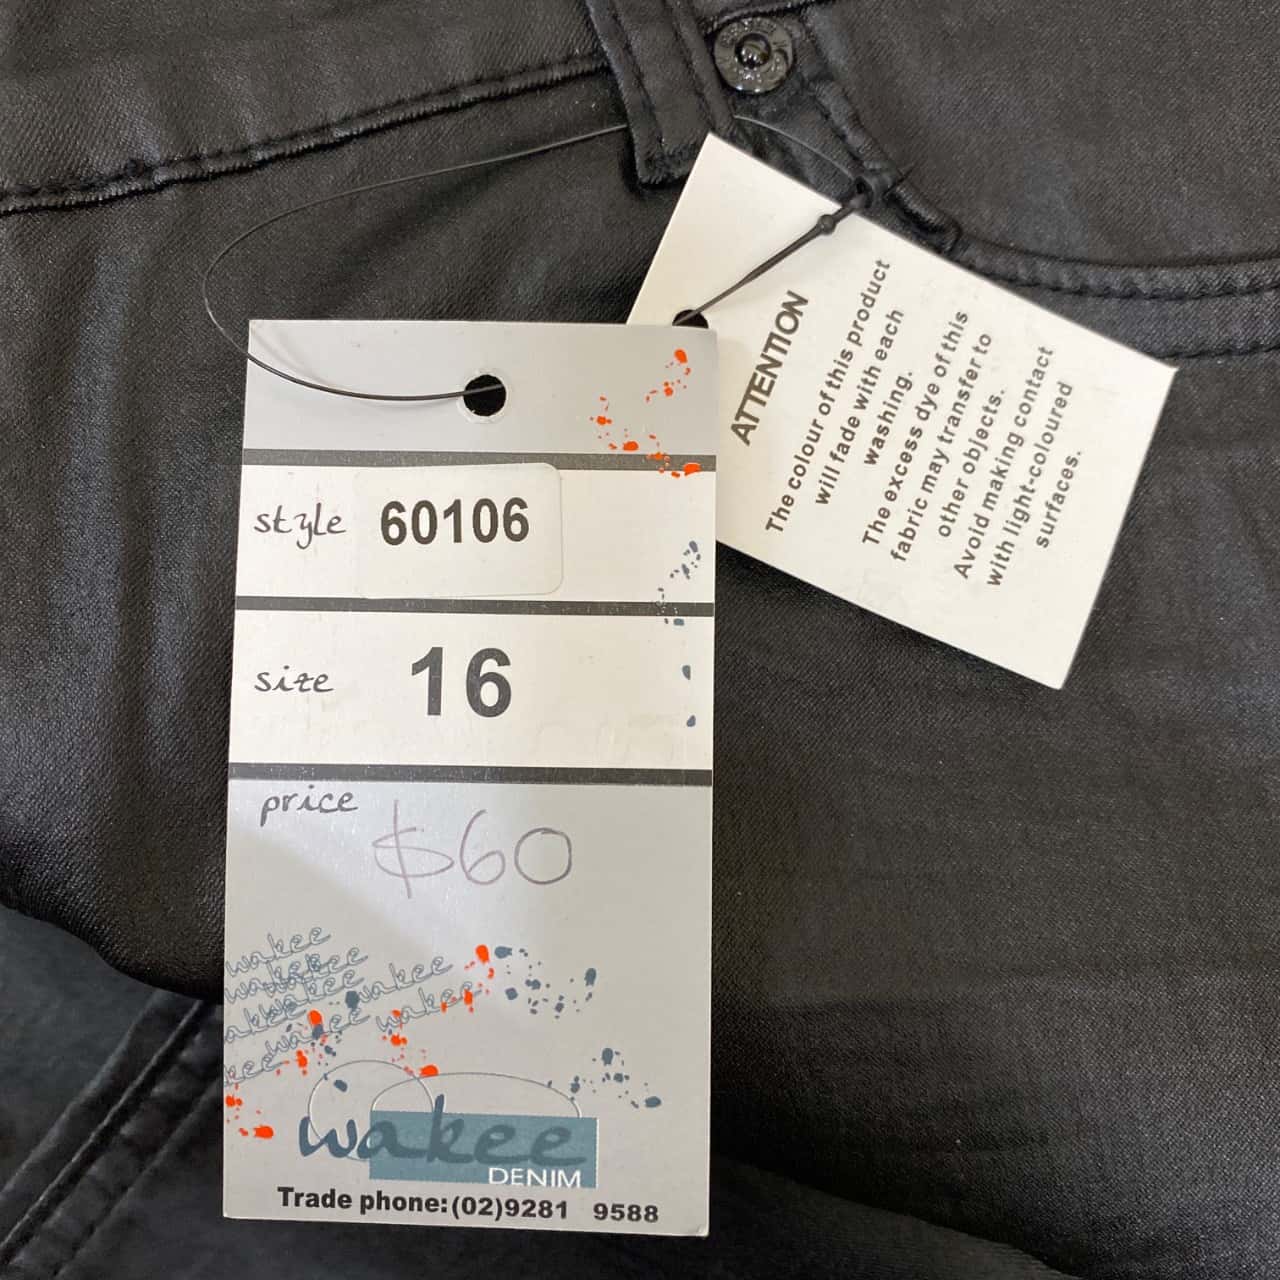 style 60106
size 16
price $60
wakee
wakeekee
wakee wakee
wakee wakee
kee
wakee
DENIM
Trade phone:(02)9281 9588
ATTENTION
The colour of this product
will fade with each
washing.
The excess dye of this
fabric may transfer to
other objects.
Avoid making contact
with light-coloured
surfaces.